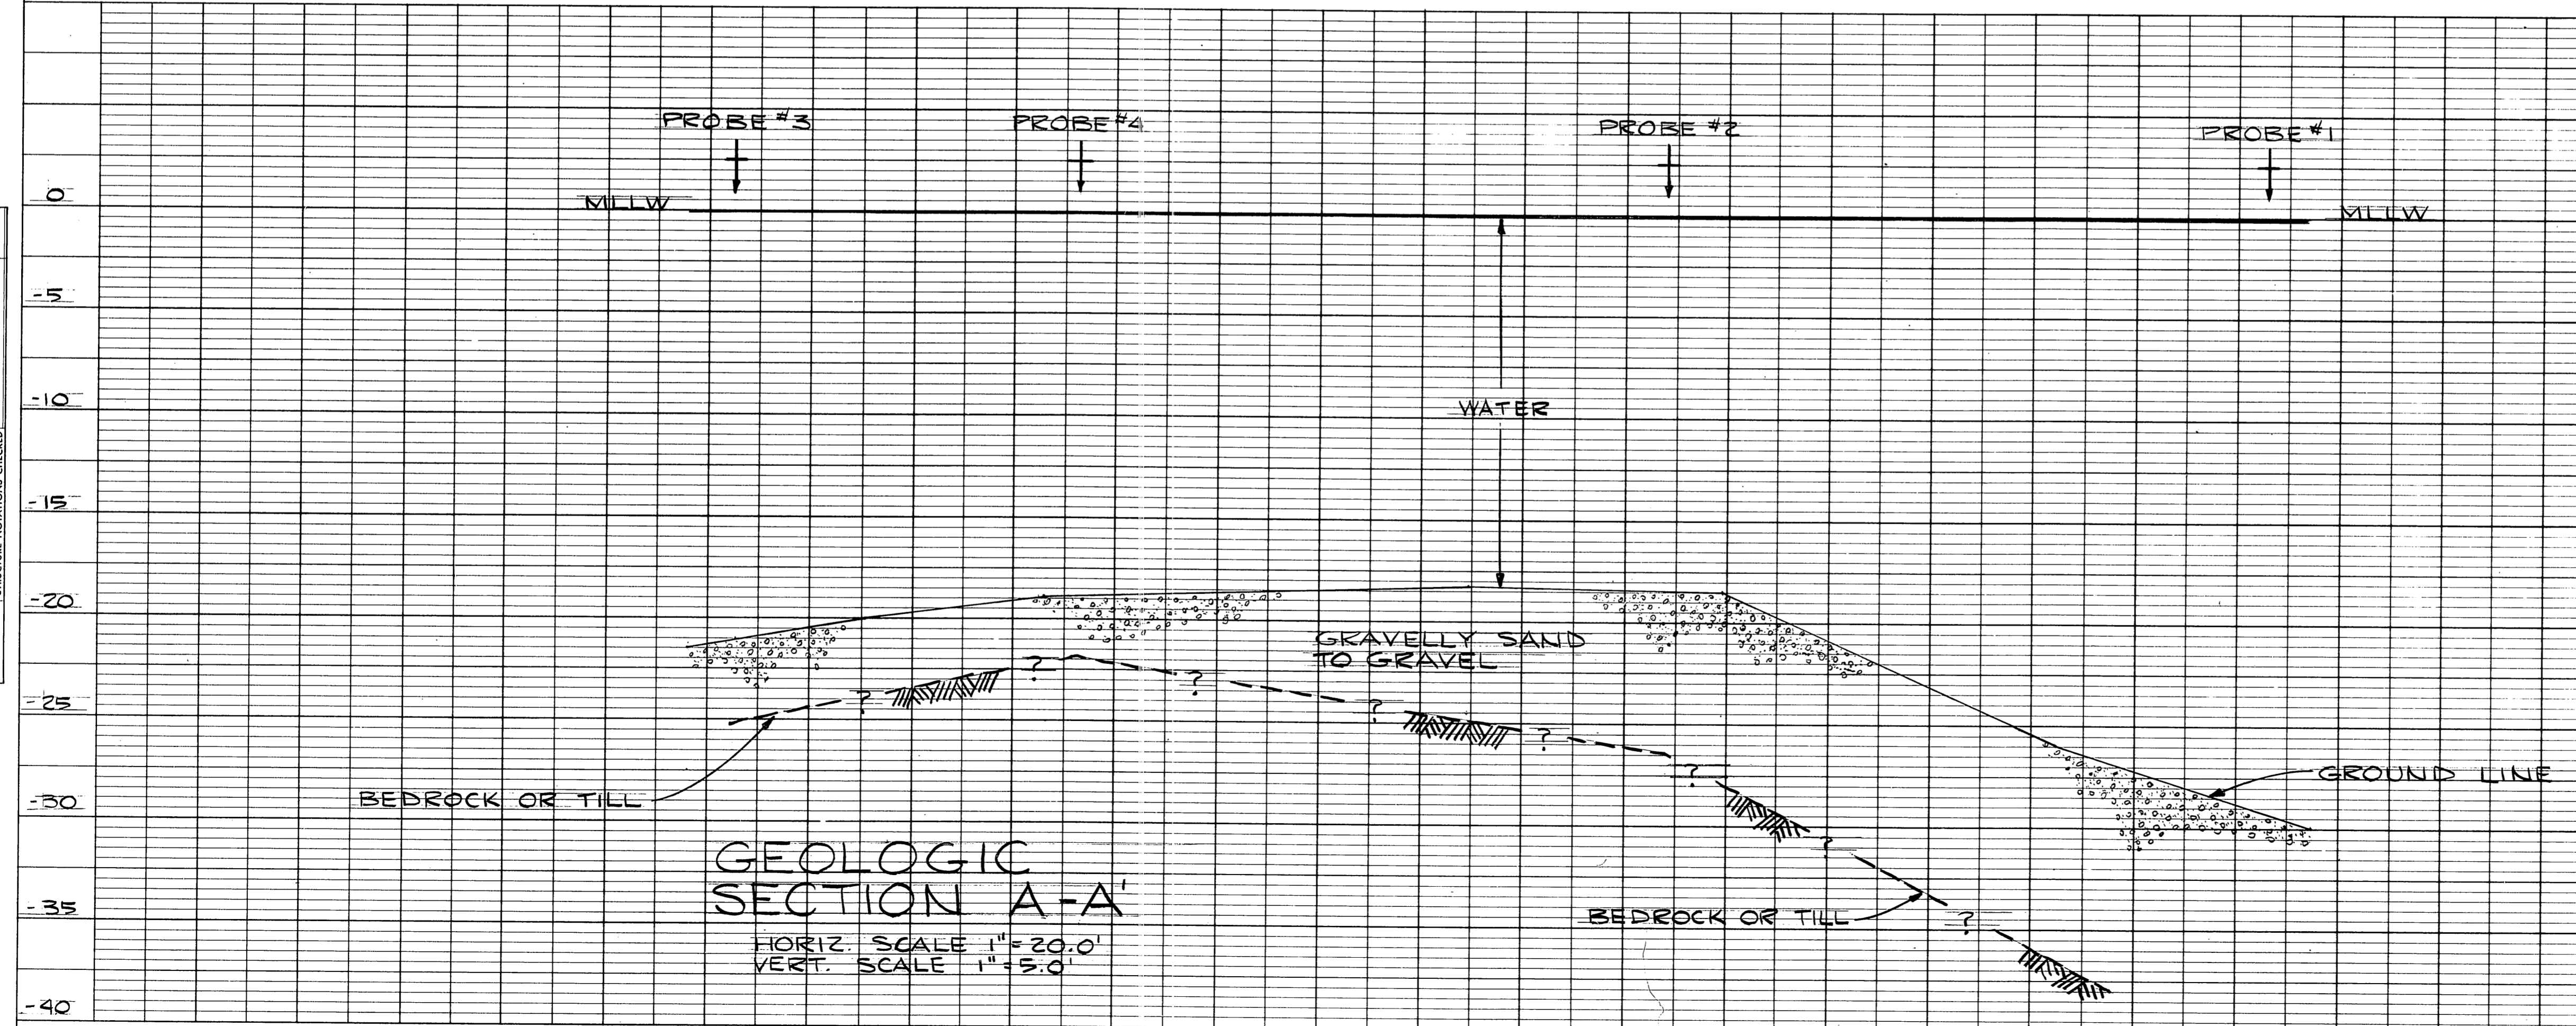 PROBE #3
PROBE #4
PROBE #2
PROBE #1
0
MLLW
MLLW
-5
-10
WATER
-15
-20
GRAVELLY SAND
TO GRAVEL
?
?
?
?
-25
?
?
GROUND LINE
-30
BEDROCK OR TILL
?
GEOLOGIC
SECTION A-A'
-35
BEDROCK OR TILL
?
HORIZ. SCALE 1"=20.0'
VERT. SCALE 1"=5.0'
-40